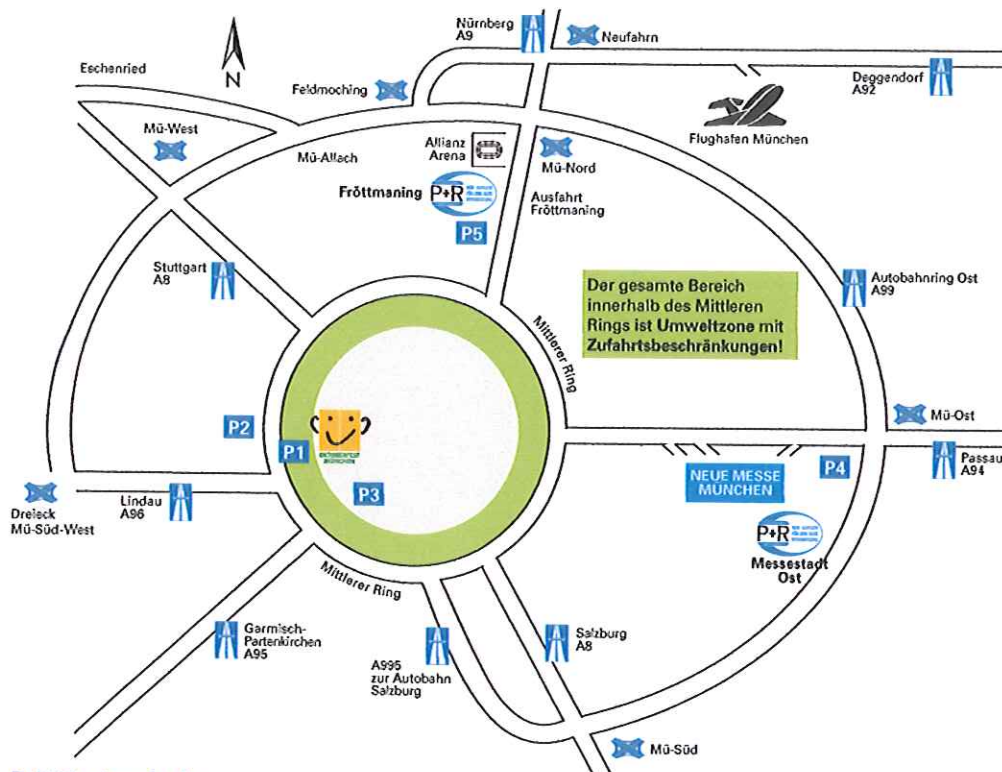 Nürnberg
A9
Neufahrn
N
Eschenried
Feldmoching
Deggendorf
A92
Flughafen München
Mü-West
Mü-Allach
Allianz
Arena
Mü-Nord
Fröttmaning
P+R
P5
Ausfahrt
Fröttmaning
Stuttgart
A8
Der gesamte Bereich
innerhalb des Mittleren
Rings ist Umweltzone mit
Zufahrtsbeschränkungen!
Autobahnring Ost
A99
Mittlerer Ring
P2
P1
OKTOBERFEST
MÜNCHEN
P3
Mü-Ost
P4
Passau
A94
NEUE MESSE
MÜNCHEN
Lindau
A96
Dreieck
Mü-Süd-West
P+R
Messestadt
Ost
Mittlerer Ring
Garmisch-
Partenkirchen
A95
A995
zur Autobahn
Salzburg
Salzburg
A8
Mü-Süd